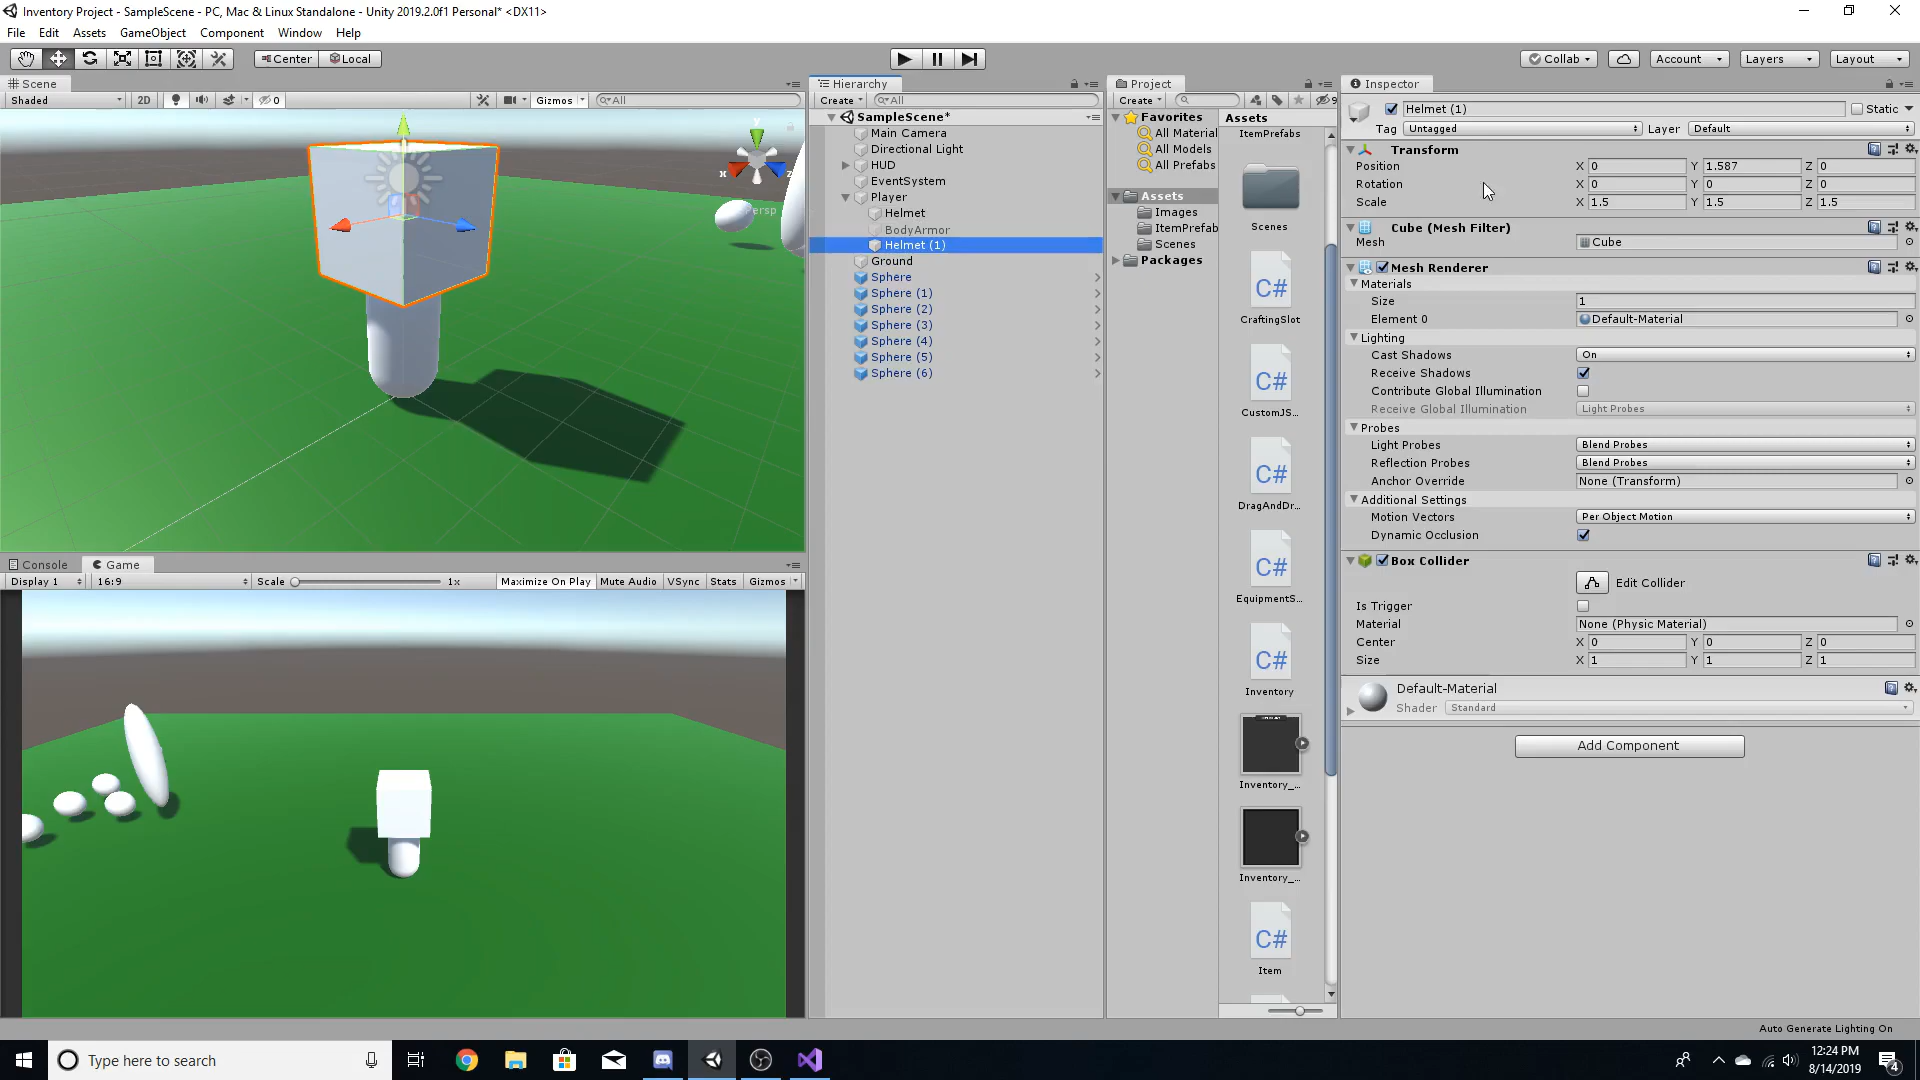 Inventory Project - SampleScene - PC, Mac & Linux Standalone - Unity 2019.2.0f1 Personal* <DX11>
File Edit Assets GameObject Component Window Help
Center Local Collab Account Layers Layout
Scene
Shaded 2D 0 Gizmos All
y x z
Persp
Console Game
Display 1 16:9 Scale 1x Maximize On Play Mute Audio VSync Stats Gizmos
Hierarchy
Create All
SampleScene*
Main Camera
Directional Light
HUD
EventSystem
Player
Helmet
BodyArmor
Helmet (1)
Ground
Sphere
Sphere (1)
Sphere (2)
Sphere (3)
Sphere (4)
Sphere (5)
Sphere (6)
Project
Create 9
Favorites
All Material
All Models
All Prefabs
Assets
Images
ItemPrefab
Scenes
Packages
Assets
ItemPrefabs
Scenes
C#
CraftingSlot
C#
CustomJS...
C#
DragAndDr...
C#
EquipmentS...
C#
Inventory
Inventory_...
Inventory_...
C#
Item
Inspector
Helmet (1) Static
Tag Untagged Layer Default
Transform
Position X 0 Y 1.587 Z 0
Rotation X 0 Y 0 Z 0
Scale X 1.5 Y 1.5 Z 1.5
Cube (Mesh Filter)
Mesh Cube
Mesh Renderer
Materials
Size 1
Element 0 Default-Material
Lighting
Cast Shadows On
Receive Shadows
Contribute Global Illumination
Receive Global Illumination Light Probes
Probes
Light Probes Blend Probes
Reflection Probes Blend Probes
Anchor Override None (Transform)
Additional Settings
Motion Vectors Per Object Motion
Dynamic Occlusion
Box Collider
Edit Collider
Is Trigger
Material None (Physic Material)
Center X 0 Y 0 Z 0
Size X 1 Y 1 Z 1
Default-Material
Shader Standard
Add Component
Auto Generate Lighting On
Type here to search
12:24 PM
8/14/2019
4